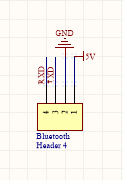 GND
5V
RXD
TXD
4
3
2
1
Bluetooth
Header 4